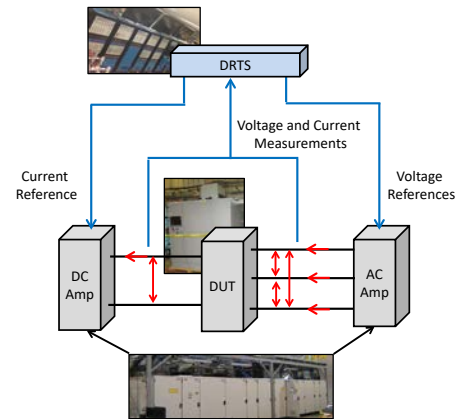 DRTS
Voltage and Current
Measurements
Current
Reference
Voltage
References
DC
Amp
DUT
AC
Amp